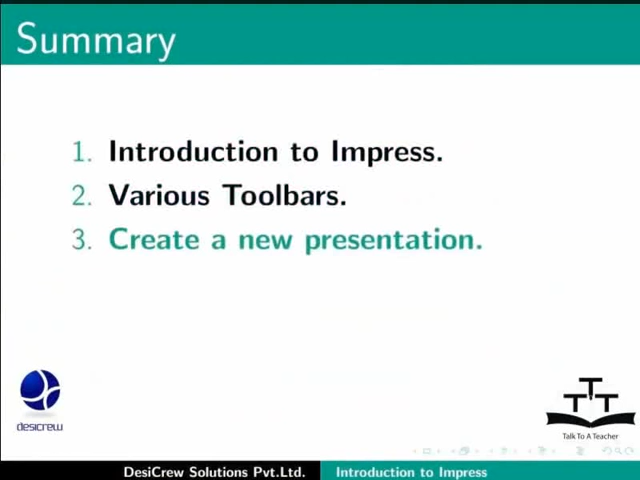 Summary
1. Introduction to Impress.
2. Various Toolbars.
3. Create a new presentation.
desicrew
TTT
Talk To A Teacher
DesiCrew Solutions Pvt.Ltd. Introduction to Impress